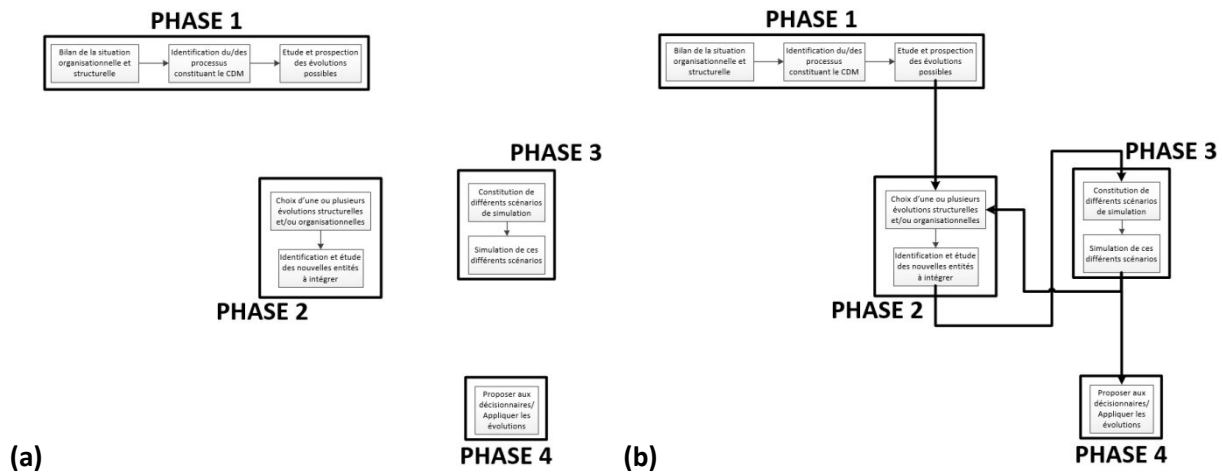 PHASE 1
Bilan de la situation
organisationnelle et
structurelle
Identification du/des
processus
constituant le CDM
Etude et prospection
des évolutions
possibles
PHASE 3
Constitution de
différents scénarios
de simulation
Simulation de ces
différents scénarios
Choix d'une ou plusieurs
évolutions structurelles
et/ou organisationnelles
Identification et étude
des nouvelles entités
à intégrer
PHASE 2
Proposer aux
décisionnaires/
Appliquer les
évolutions
PHASE 4
(a)
PHASE 1
Bilan de la situation
organisationnelle et
structurelle
Identification du/des
processus
constituant le CDM
Etude et prospection
des évolutions
possibles
PHASE 3
Constitution de
différents scénarios
de simulation
Simulation de ces
différents scénarios
Choix d'une ou plusieurs
évolutions structurelles
et/ou organisationnelles
Identification et étude
des nouvelles entités
à intégrer
PHASE 2
Proposer aux
décisionnaires/
Appliquer les
évolutions
PHASE 4
(b)